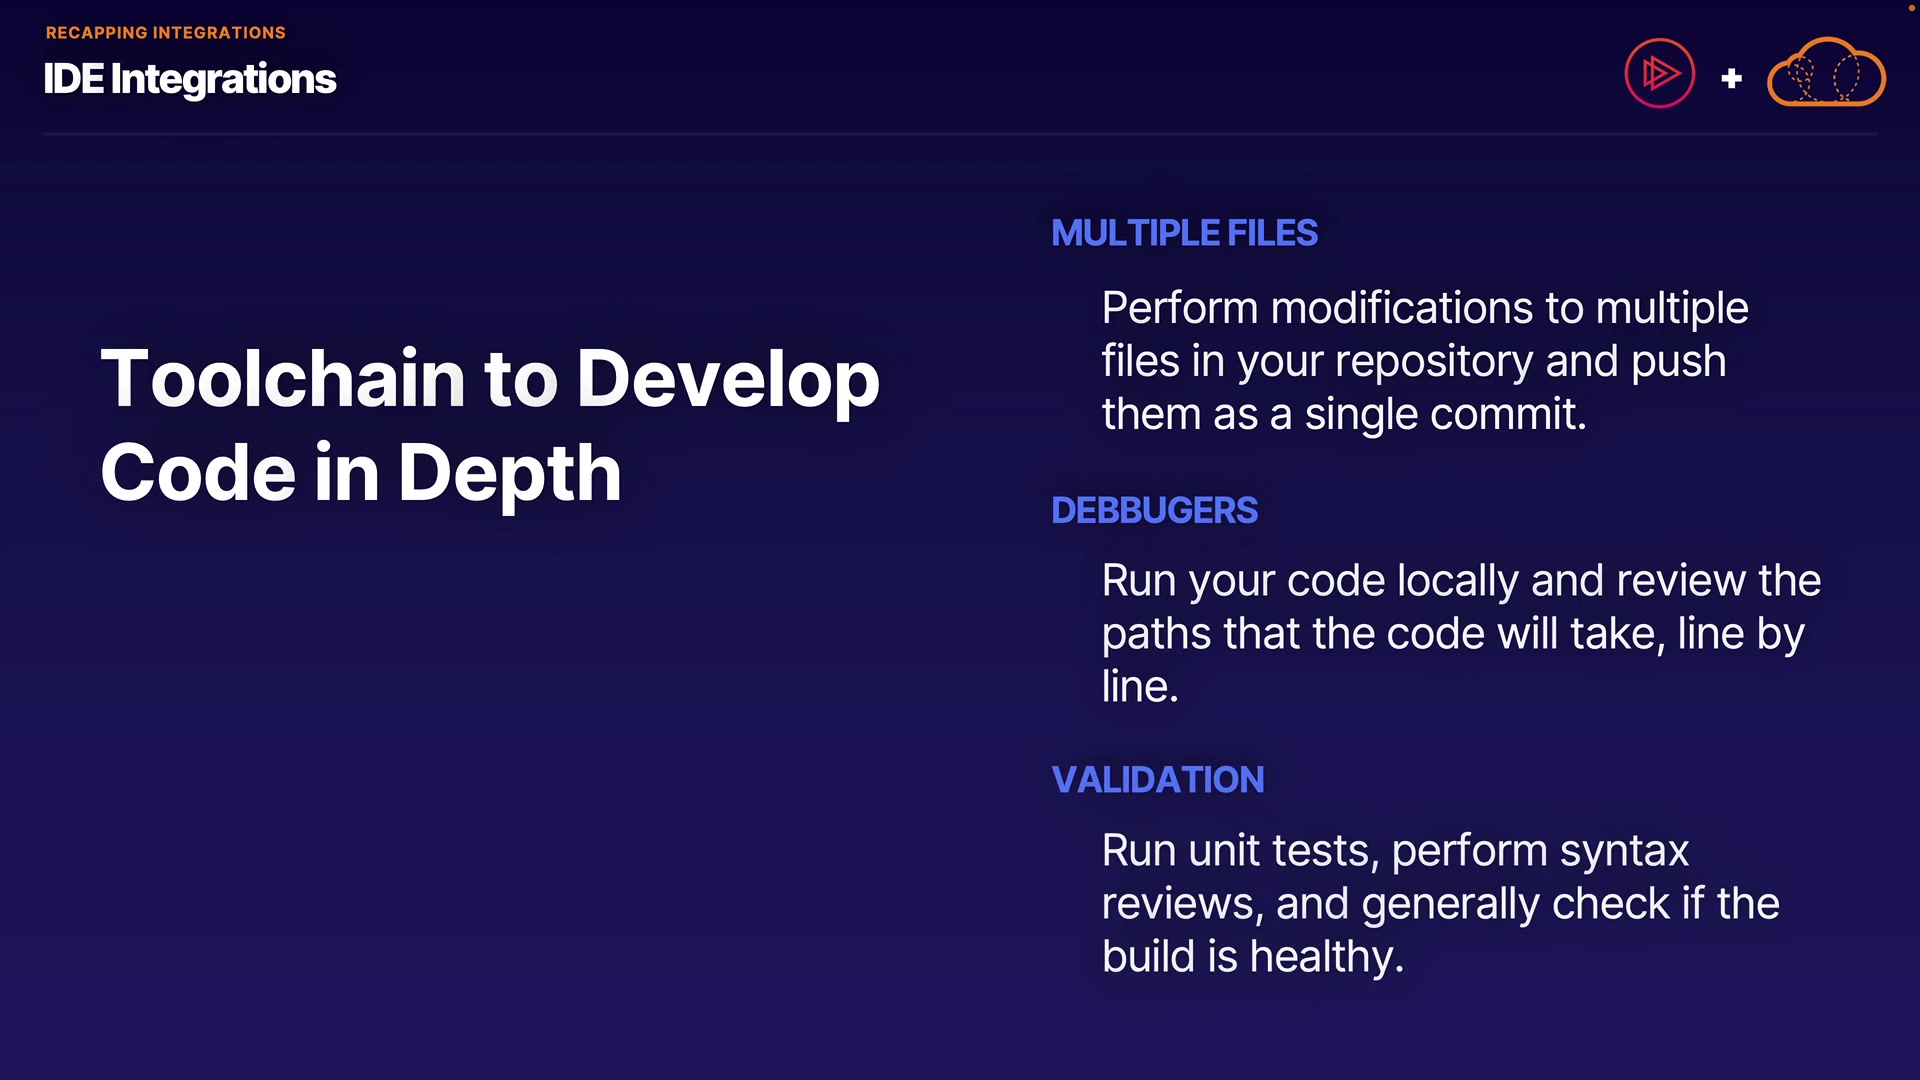 RECAPPING INTEGRATIONS
IDE Integrations
+
Toolchain to Develop
Code in Depth
MULTIPLE FILES
Perform modifications to multiple
files in your repository and push
them as a single commit.
DEBBUGERS
Run your code locally and review the
paths that the code will take, line by
line.
VALIDATION
Run unit tests, perform syntax
reviews, and generally check if the
build is healthy.